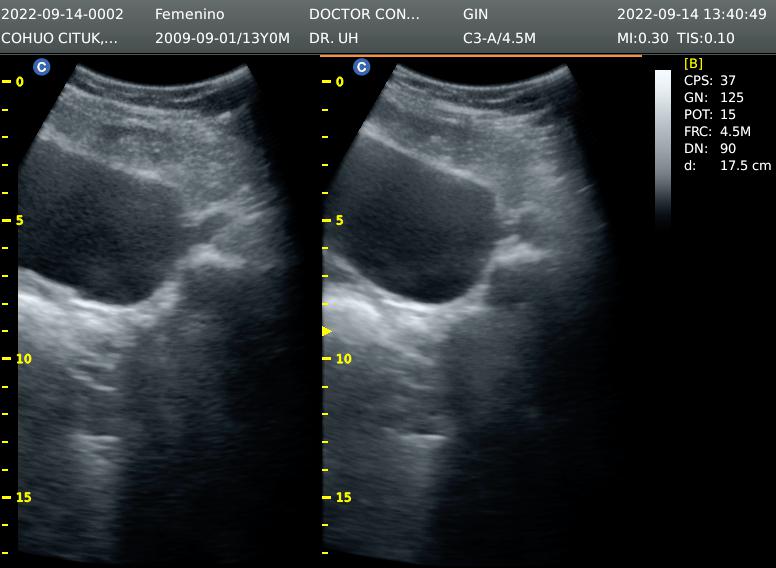 2022-09-14-0002 Femenino DOCTOR CON... GIN 2022-09-14 13:40:49
COHUO CITUK,... 2009-09-01/13Y0M DR. UH C3-A/4.5M MI:0.30 TIS:0.10
C C [B]
0 0 CPS: 37
GN: 125
POT: 15
FRC: 4.5M
DN: 90
d: 17.5 cm
5 5
10 10
15 15